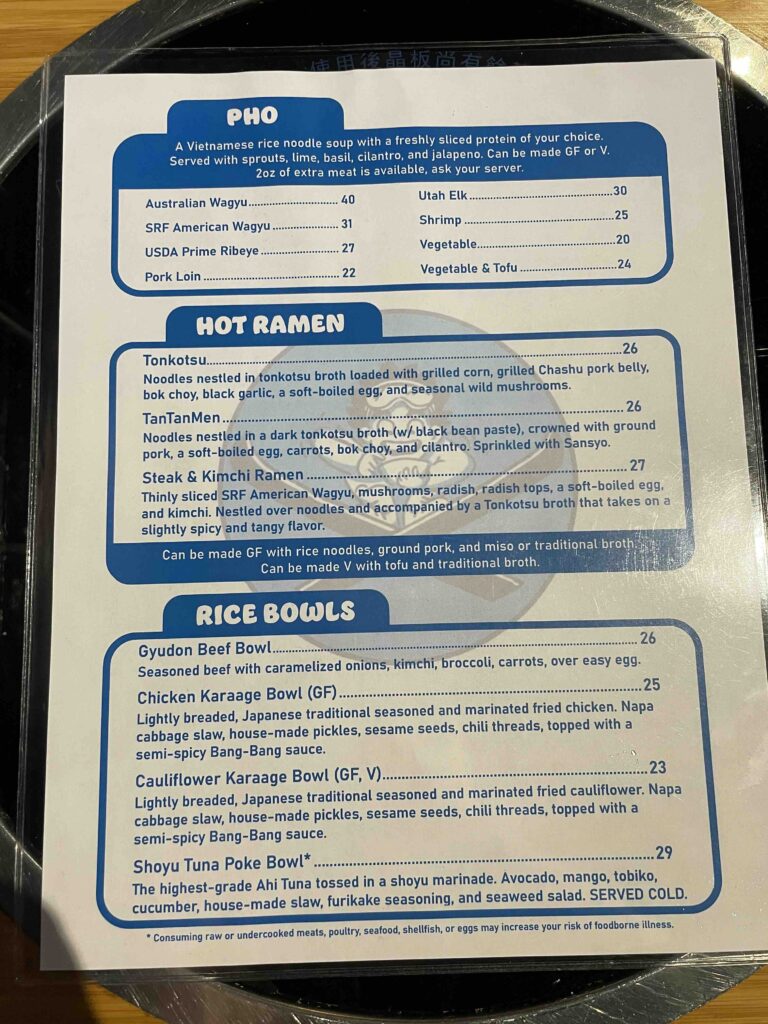 使用後晶板尚有餘
PHO
A Vietnamese rice noodle soup with a freshly sliced protein of your choice.
Served with sprouts, lime, basil, cilantro, and jalapeno. Can be made GF or V.
2oz of extra meat is available, ask your server.
Australian Wagyu 40
SRF American Wagyu 31
USDA Prime Ribeye 27
Pork Loin 22
Utah Elk 30
Shrimp 25
Vegetable 20
Vegetable & Tofu 24
HOT RAMEN
Tonkotsu 26
Noodles nestled in tonkotsu broth loaded with grilled corn, grilled Chashu pork belly,
bok choy, black garlic, a soft-boiled egg, and seasonal wild mushrooms.
TanTanMen 26
Noodles nestled in a dark tonkotsu broth (w/ black bean paste), crowned with ground
pork, a soft-boiled egg, carrots, bok choy, and cilantro. Sprinkled with Sansyo.
Steak & Kimchi Ramen 27
Thinly sliced SRF American Wagyu, mushrooms, radish, radish tops, a soft-boiled egg,
and kimchi. Nestled over noodles and accompanied by a Tonkotsu broth that takes on a
slightly spicy and tangy flavor.
Can be made GF with rice noodles, ground pork, and miso or traditional broth.
Can be made V with tofu and traditional broth.
RICE BOWLS
Gyudon Beef Bowl 26
Seasoned beef with caramelized onions, kimchi, broccoli, carrots, over easy egg.
Chicken Karaage Bowl (GF) 25
Lightly breaded, Japanese traditional seasoned and marinated fried chicken. Napa
cabbage slaw, house-made pickles, sesame seeds, chili threads, topped with a
semi-spicy Bang-Bang sauce.
Cauliflower Karaage Bowl (GF, V) 23
Lightly breaded, Japanese traditional seasoned and marinated fried cauliflower. Napa
cabbage slaw, house-made pickles, sesame seeds, chili threads, topped with a
semi-spicy Bang-Bang sauce.
Shoyu Tuna Poke Bowl* 29
The highest-grade Ahi Tuna tossed in a shoyu marinade. Avocado, mango, tobiko,
cucumber, house-made slaw, furikake seasoning, and seaweed salad. SERVED COLD.
* Consuming raw or undercooked meats, poultry, seafood, shellfish, or eggs may increase your risk of foodborne illness.